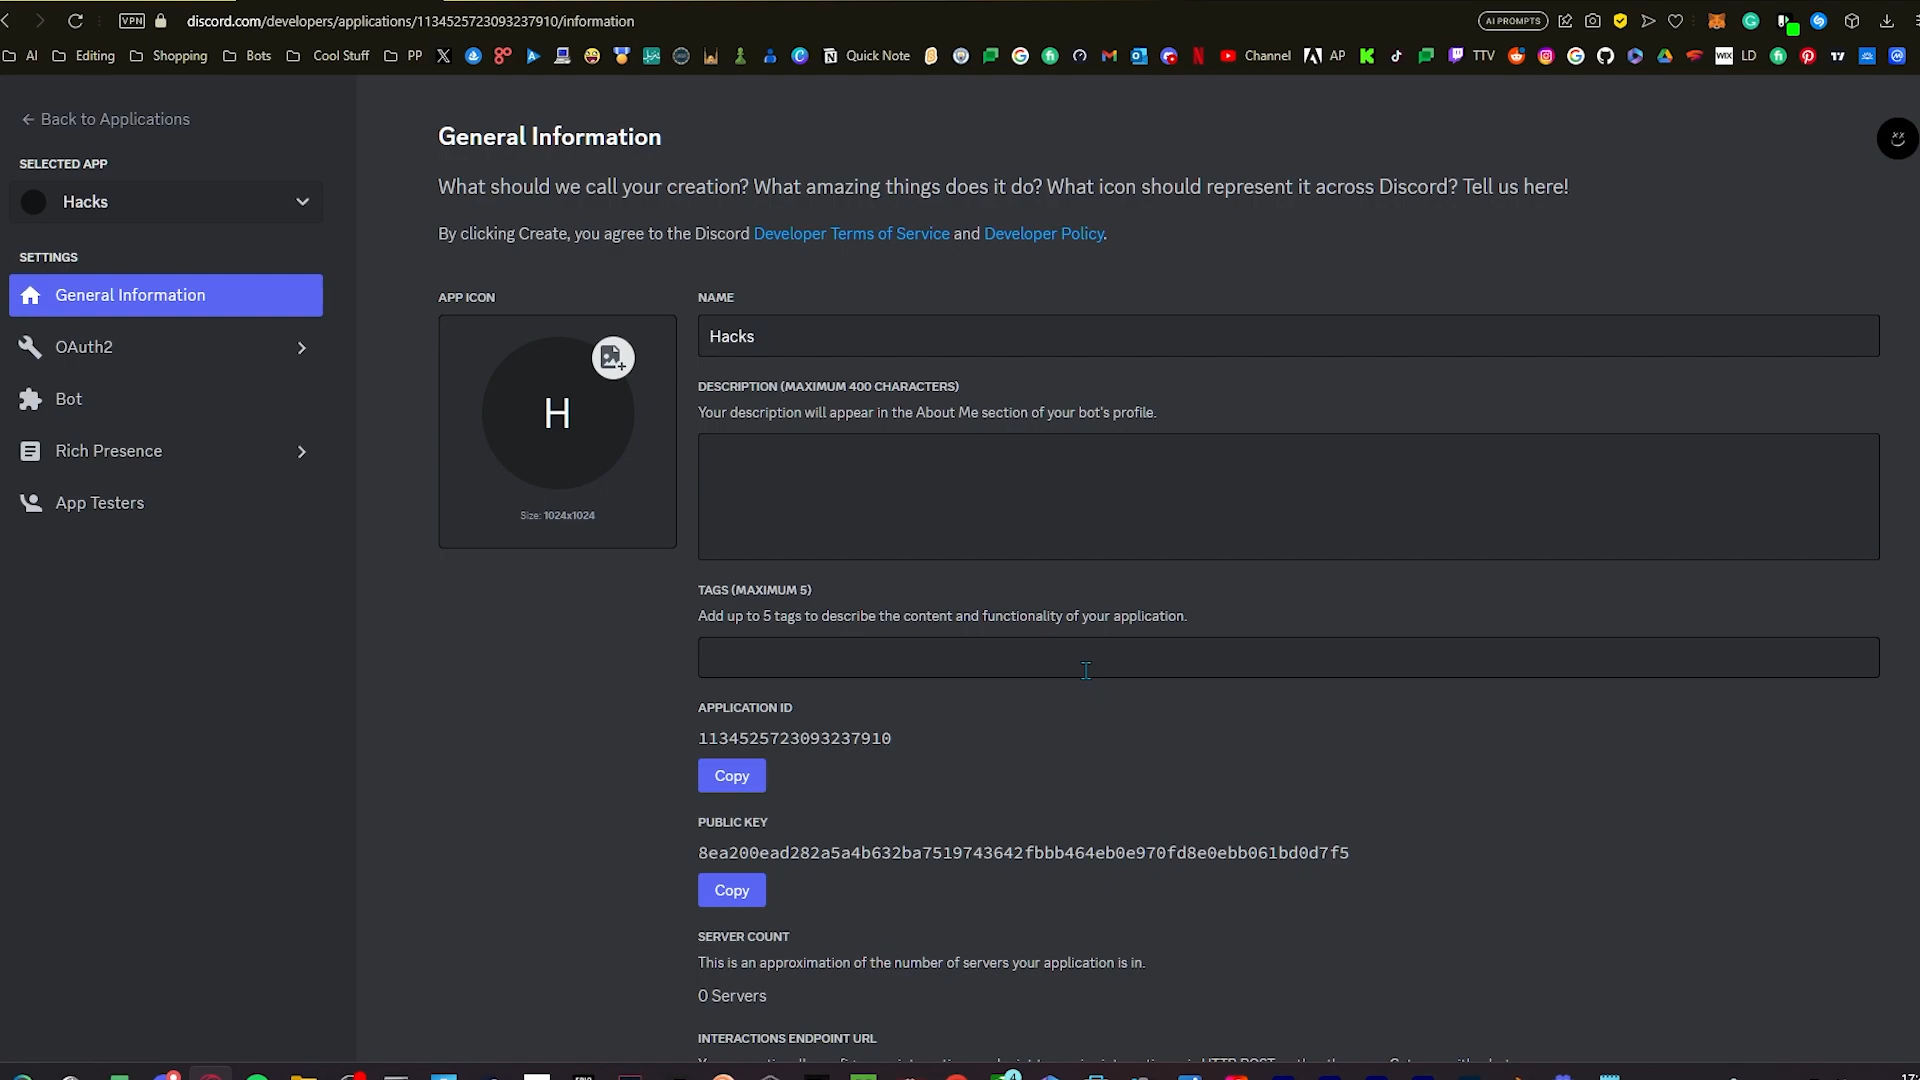 VPN discord.com/developers/applications/1134525723093237910/information AI PROMPTS
AI Editing Shopping Bots Cool Stuff PP Quick Note Channel AP TTV WIX LD
Back to Applications
SELECTED APP
Hacks
SETTINGS
General Information
OAuth2
Bot
Rich Presence
App Testers
General Information
What should we call your creation? What amazing things does it do? What icon should represent it across Discord? Tell us here!
By clicking Create, you agree to the Discord Developer Terms of Service and Developer Policy.
APP ICON
H
Size: 1024x1024
NAME
Hacks
DESCRIPTION (MAXIMUM 400 CHARACTERS)
Your description will appear in the About Me section of your bot's profile.
TAGS (MAXIMUM 5)
Add up to 5 tags to describe the content and functionality of your application.
APPLICATION ID
1134525723093237910
Copy
PUBLIC KEY
8ea200ead282a5a4b632ba7519743642fbbb464eb0e970fd8e0ebb061bd0d7f5
Copy
SERVER COUNT
This is an approximation of the number of servers your application is in.
0 Servers
INTERACTIONS ENDPOINT URL